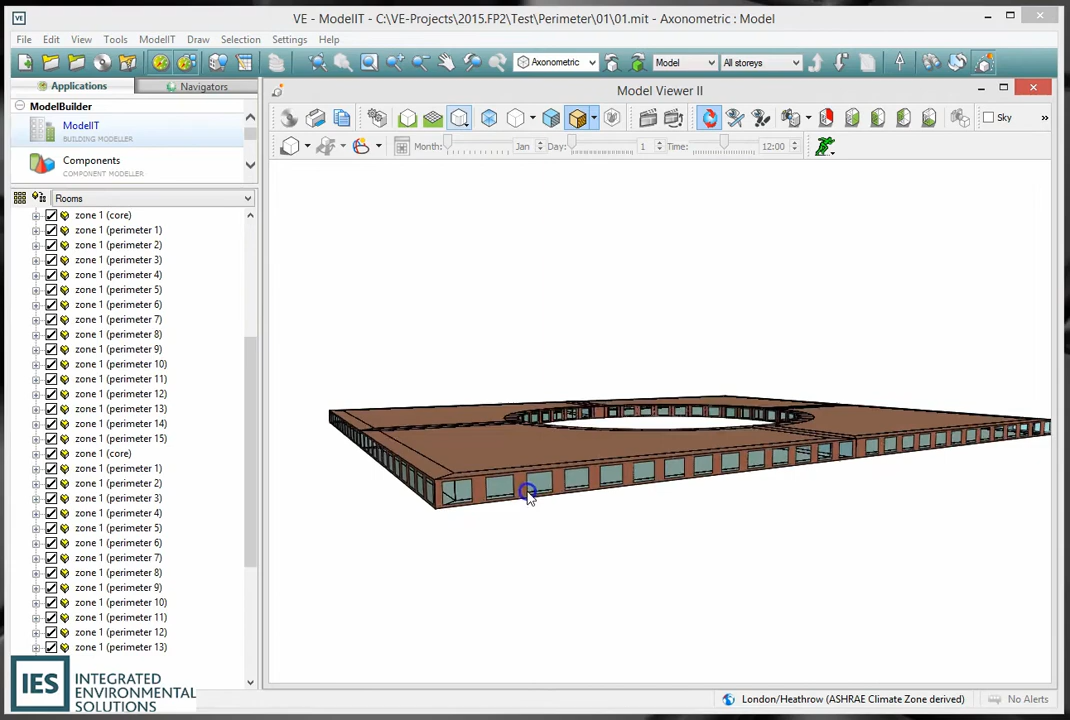 VE - ModelIT - C:\VE-Projects\2015.FP2\Test\Perimeter\01\01.mit - Axonometric : Model
File Edit View Tools ModelIT Draw Selection Settings Help
Axonometric Model All storeys
Applications Navigators
Model Viewer II
ModelBuilder
ModelIT
BUILDING MODELLER
Components
COMPONENT MODELLER
Sky
»
Month: Jan Day: 1 Time: 12:00
Rooms
zone 1 (core)
zone 1 (perimeter 1)
zone 1 (perimeter 2)
zone 1 (perimeter 3)
zone 1 (perimeter 4)
zone 1 (perimeter 5)
zone 1 (perimeter 6)
zone 1 (perimeter 7)
zone 1 (perimeter 8)
zone 1 (perimeter 9)
zone 1 (perimeter 10)
zone 1 (perimeter 11)
zone 1 (perimeter 12)
zone 1 (perimeter 13)
zone 1 (perimeter 14)
zone 1 (perimeter 15)
zone 1 (core)
zone 1 (perimeter 1)
zone 1 (perimeter 2)
zone 1 (perimeter 3)
zone 1 (perimeter 4)
zone 1 (perimeter 5)
zone 1 (perimeter 6)
zone 1 (perimeter 7)
zone 1 (perimeter 8)
zone 1 (perimeter 9)
zone 1 (perimeter 10)
zone 1 (perimeter 11)
zone 1 (perimeter 12)
zone 1 (perimeter 13)
IES INTEGRATED
ENVIRONMENTAL
SOLUTIONS
London/Heathrow (ASHRAE Climate Zone derived) No Alerts